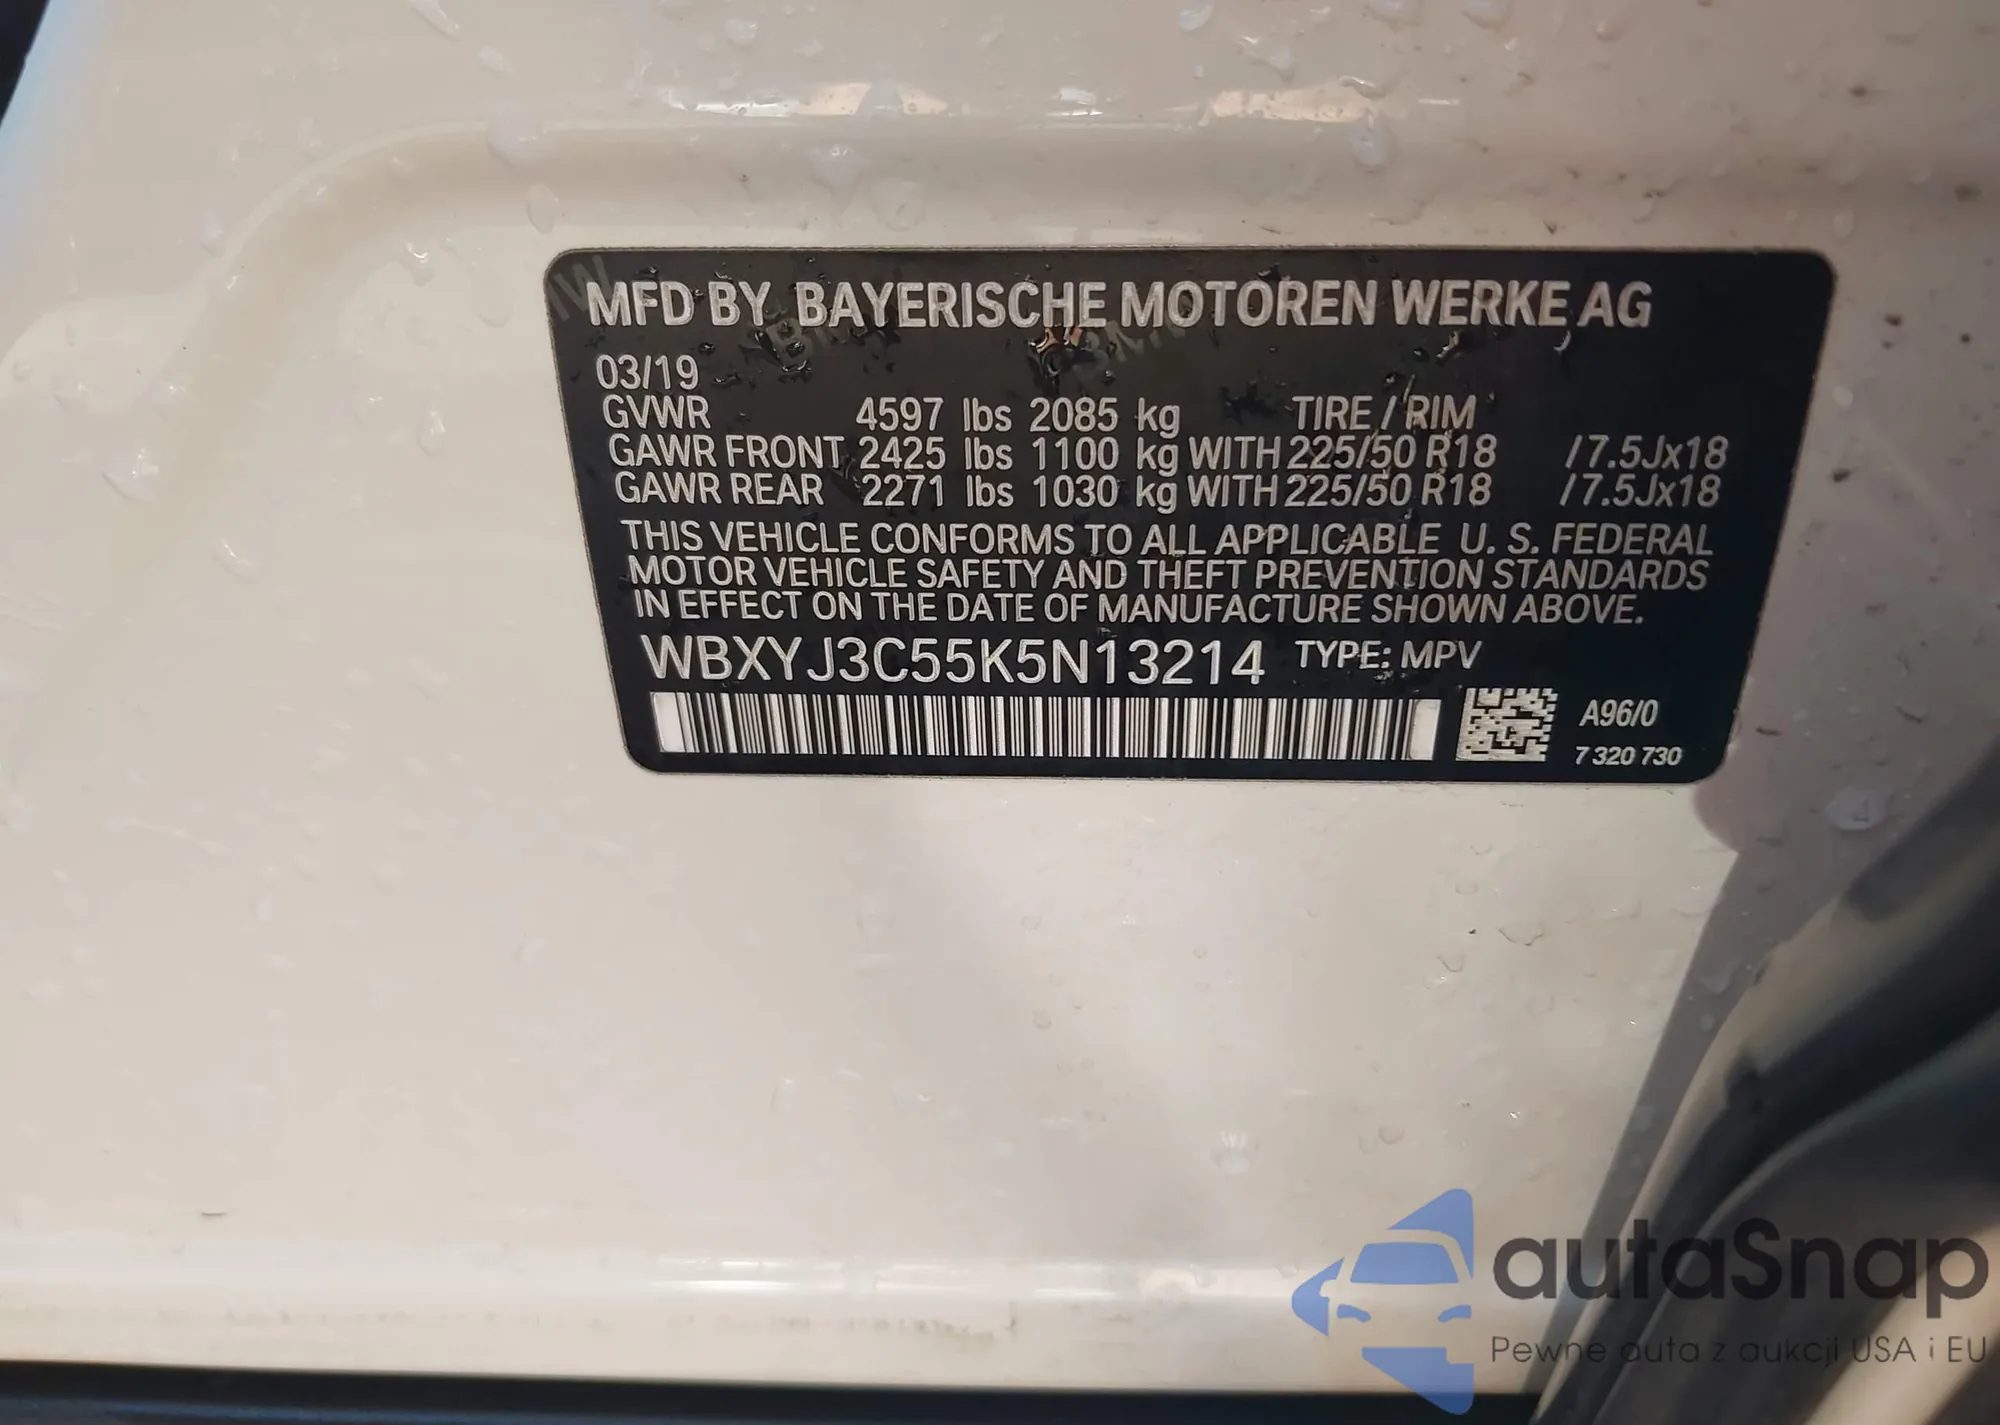 MFD BY BAYERISCHE MOTOREN WERKE AG
03/19
GVWR 4597 lbs 2085 kg TIRE / RIM
GAWR FRONT 2425 lbs 1100 kg WITH 225/50 R18 /7.5Jx18
GAWR REAR 2271 lbs 1030 kg WITH 225/50 R18 /7.5Jx18
THIS VEHICLE CONFORMS TO ALL APPLICABLE U. S. FEDERAL
MOTOR VEHICLE SAFETY AND THEFT PREVENTION STANDARDS
IN EFFECT ON THE DATE OF MANUFACTURE SHOWN ABOVE.
WBXYJ3C55K5N13214 TYPE: MPV
A96/0
7 320 730
autaSnap
Pewne auta z aukcji USA i EU